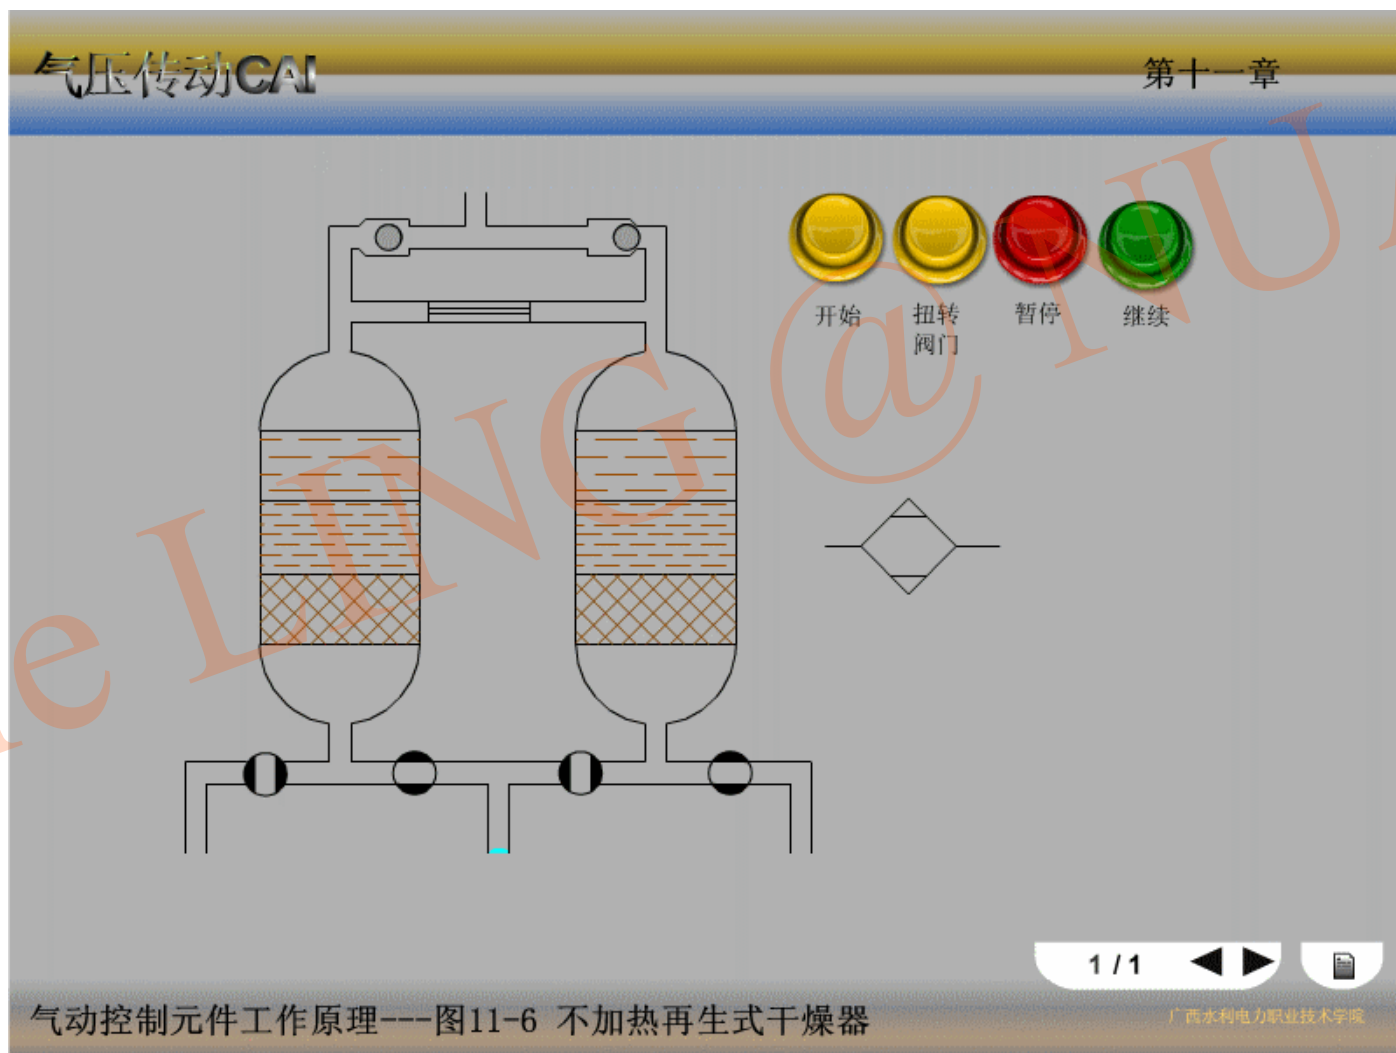 气压传动CAI
第十一章
开始
扭转
阀门
暂停
继续
e LING @ NUA
1 / 1
气动控制元件工作原理---图11-6 不加热再生式干燥器
广西水利电力职业技术学院